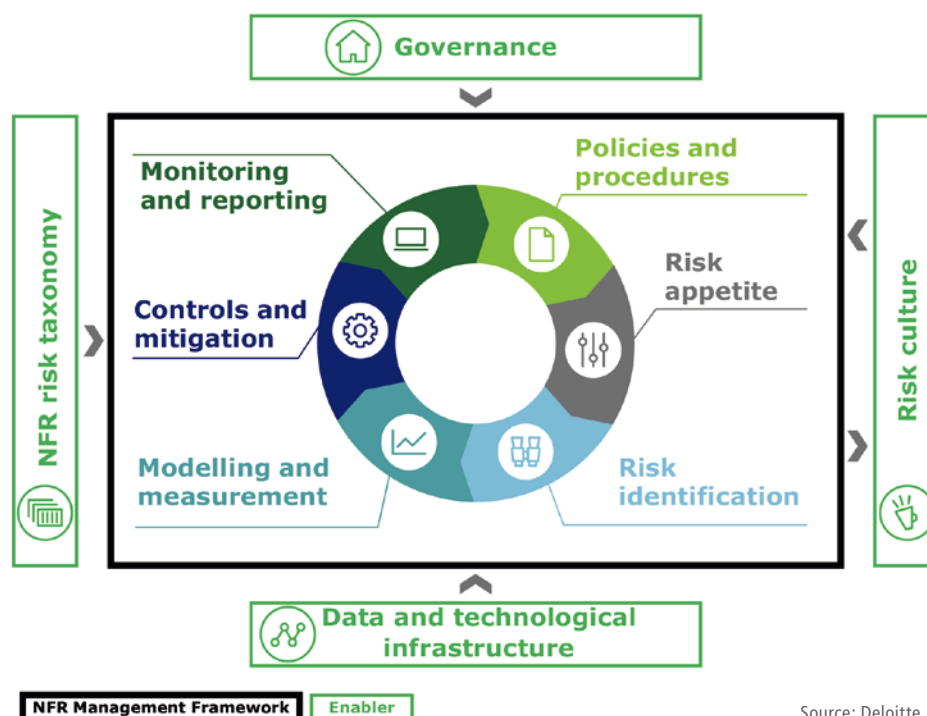 Governance
NFR risk taxonomy
Monitoring
and reporting
Policies and
procedures
Controls and
mitigation
Risk
appetite
Modelling and
measurement
Risk
identification
Risk culture
Data and technological
infrastructure
NFR Management Framework
Enabler
Source: Deloitte